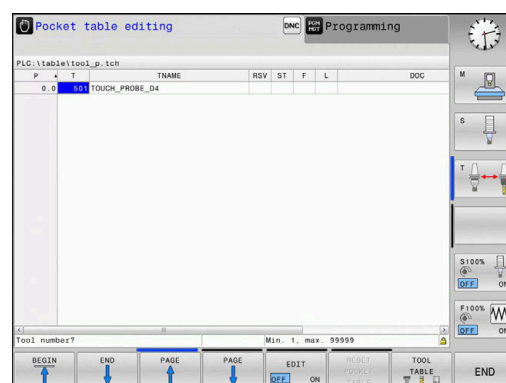 Pocket table editing
DNC
PGM
MGT
Programming
PLC:\table\tool_p.tch
P T TNAME RSV ST F L DOC
0.0 501 TOUCH_PROBE_D4
M
S
T
S100%
OFF ON
F100%
OFF ON
Tool number? Min. 1, max. 99999
BEGIN
END
PAGE
PAGE
EDIT
OFF ON
RESET
POCKET
TABLE
TOOL
TABLE
END